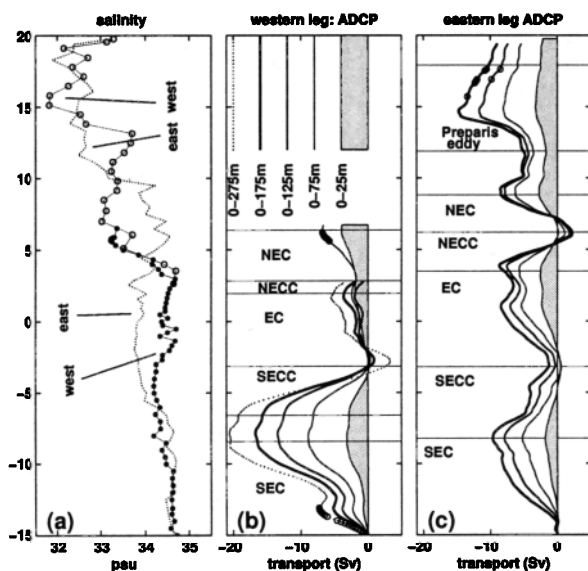 salinity
western leg: ADCP
eastern leg ADCP
20
15
10
5
0
-5
-10
-15
west
east
east
west
(a)
32
33
34
35
psu
0-275m
0-175m
0-125m
0-75m
0-25m
NEC
NECC
EC
SECC
SEC
(b)
-20
-10
0
transport (Sv)
Preparis
eddy
NEC
NECC
EC
SECC
SEC
(c)
-20
-10
0
transport (Sv)